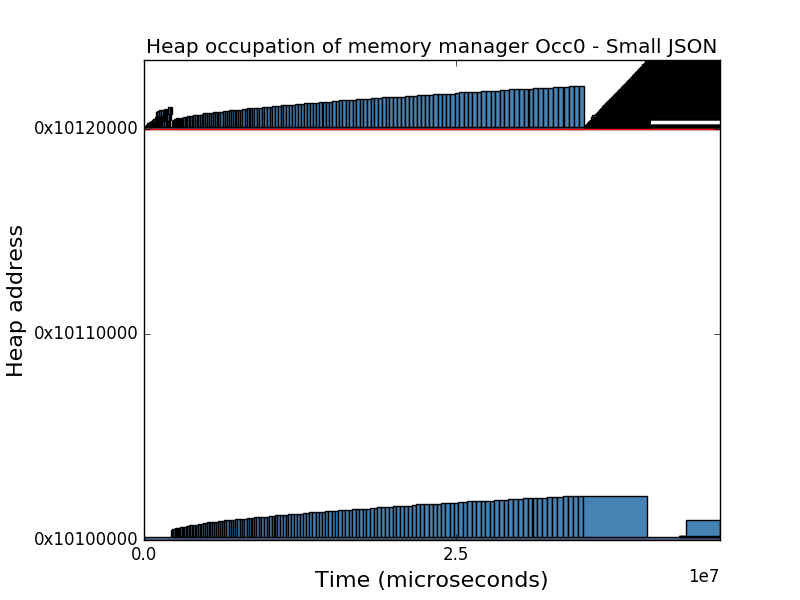 Heap occupation of memory manager Occ0 - Small JSON
0x10120000
0x10110000
0x10100000
Heap address
0.0
2.5
1e7
Time (microseconds)